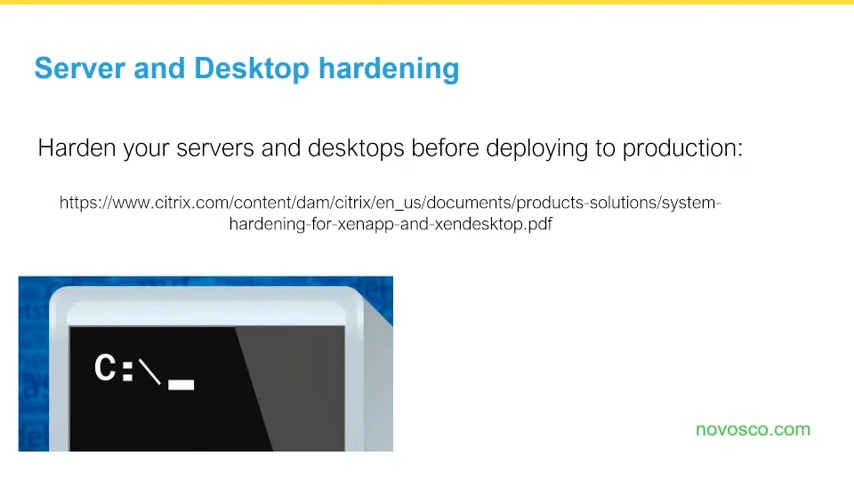 Server and Desktop hardening
Harden your servers and desktops before deploying to production:
https://www.citrix.com/content/dam/citrix/en_us/documents/products-solutions/system-
hardening-for-xenapp-and-xendesktop.pdf
C:\_
novosco.com